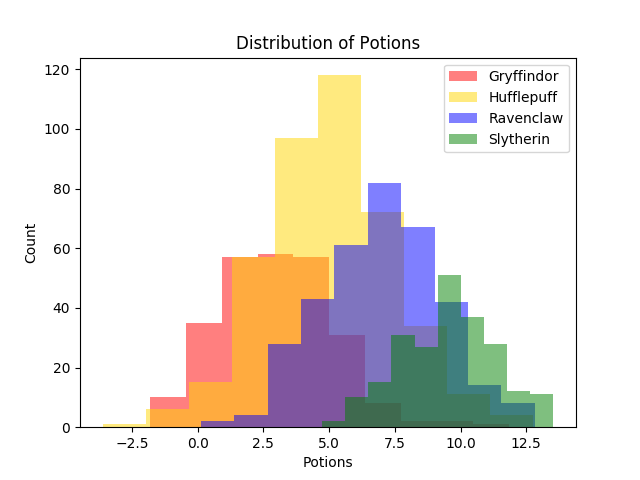 Distribution of Potions
Gryffindor
Hufflepuff
Ravenclaw
Slytherin
120
100
80
60
40
20
0
Count
−2.5 0.0 2.5 5.0 7.5 10.0 12.5
Potions